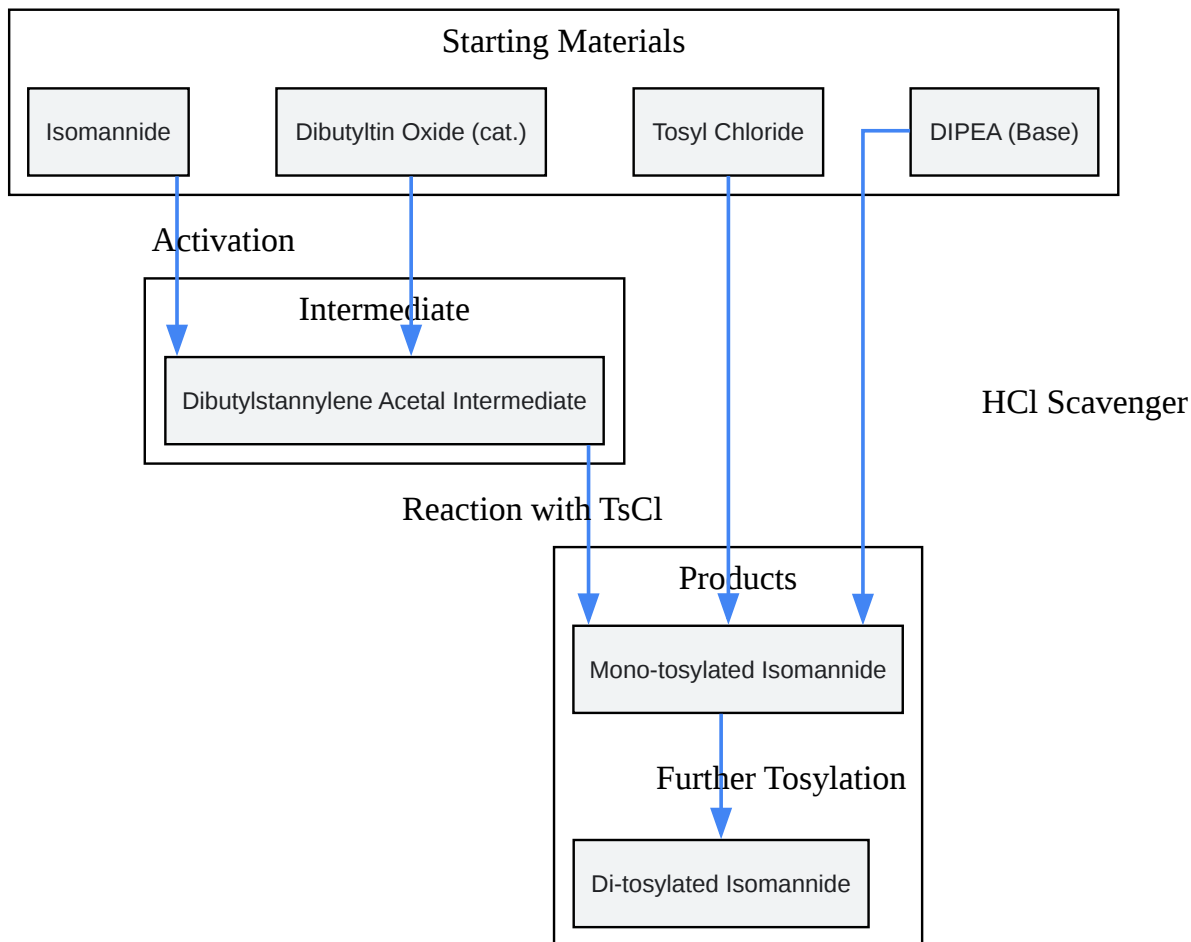 Starting Materials
Isomannide
Dibutyltin Oxide (cat.)
Tosyl Chloride
DIPEA (Base)
Activation
Intermediate
Dibutylstannylene Acetal Intermediate
HCl Scavenger
Reaction with TsCl
Products
Mono-tosylated Isomannide
Further Tosylation
Di-tosylated Isomannide